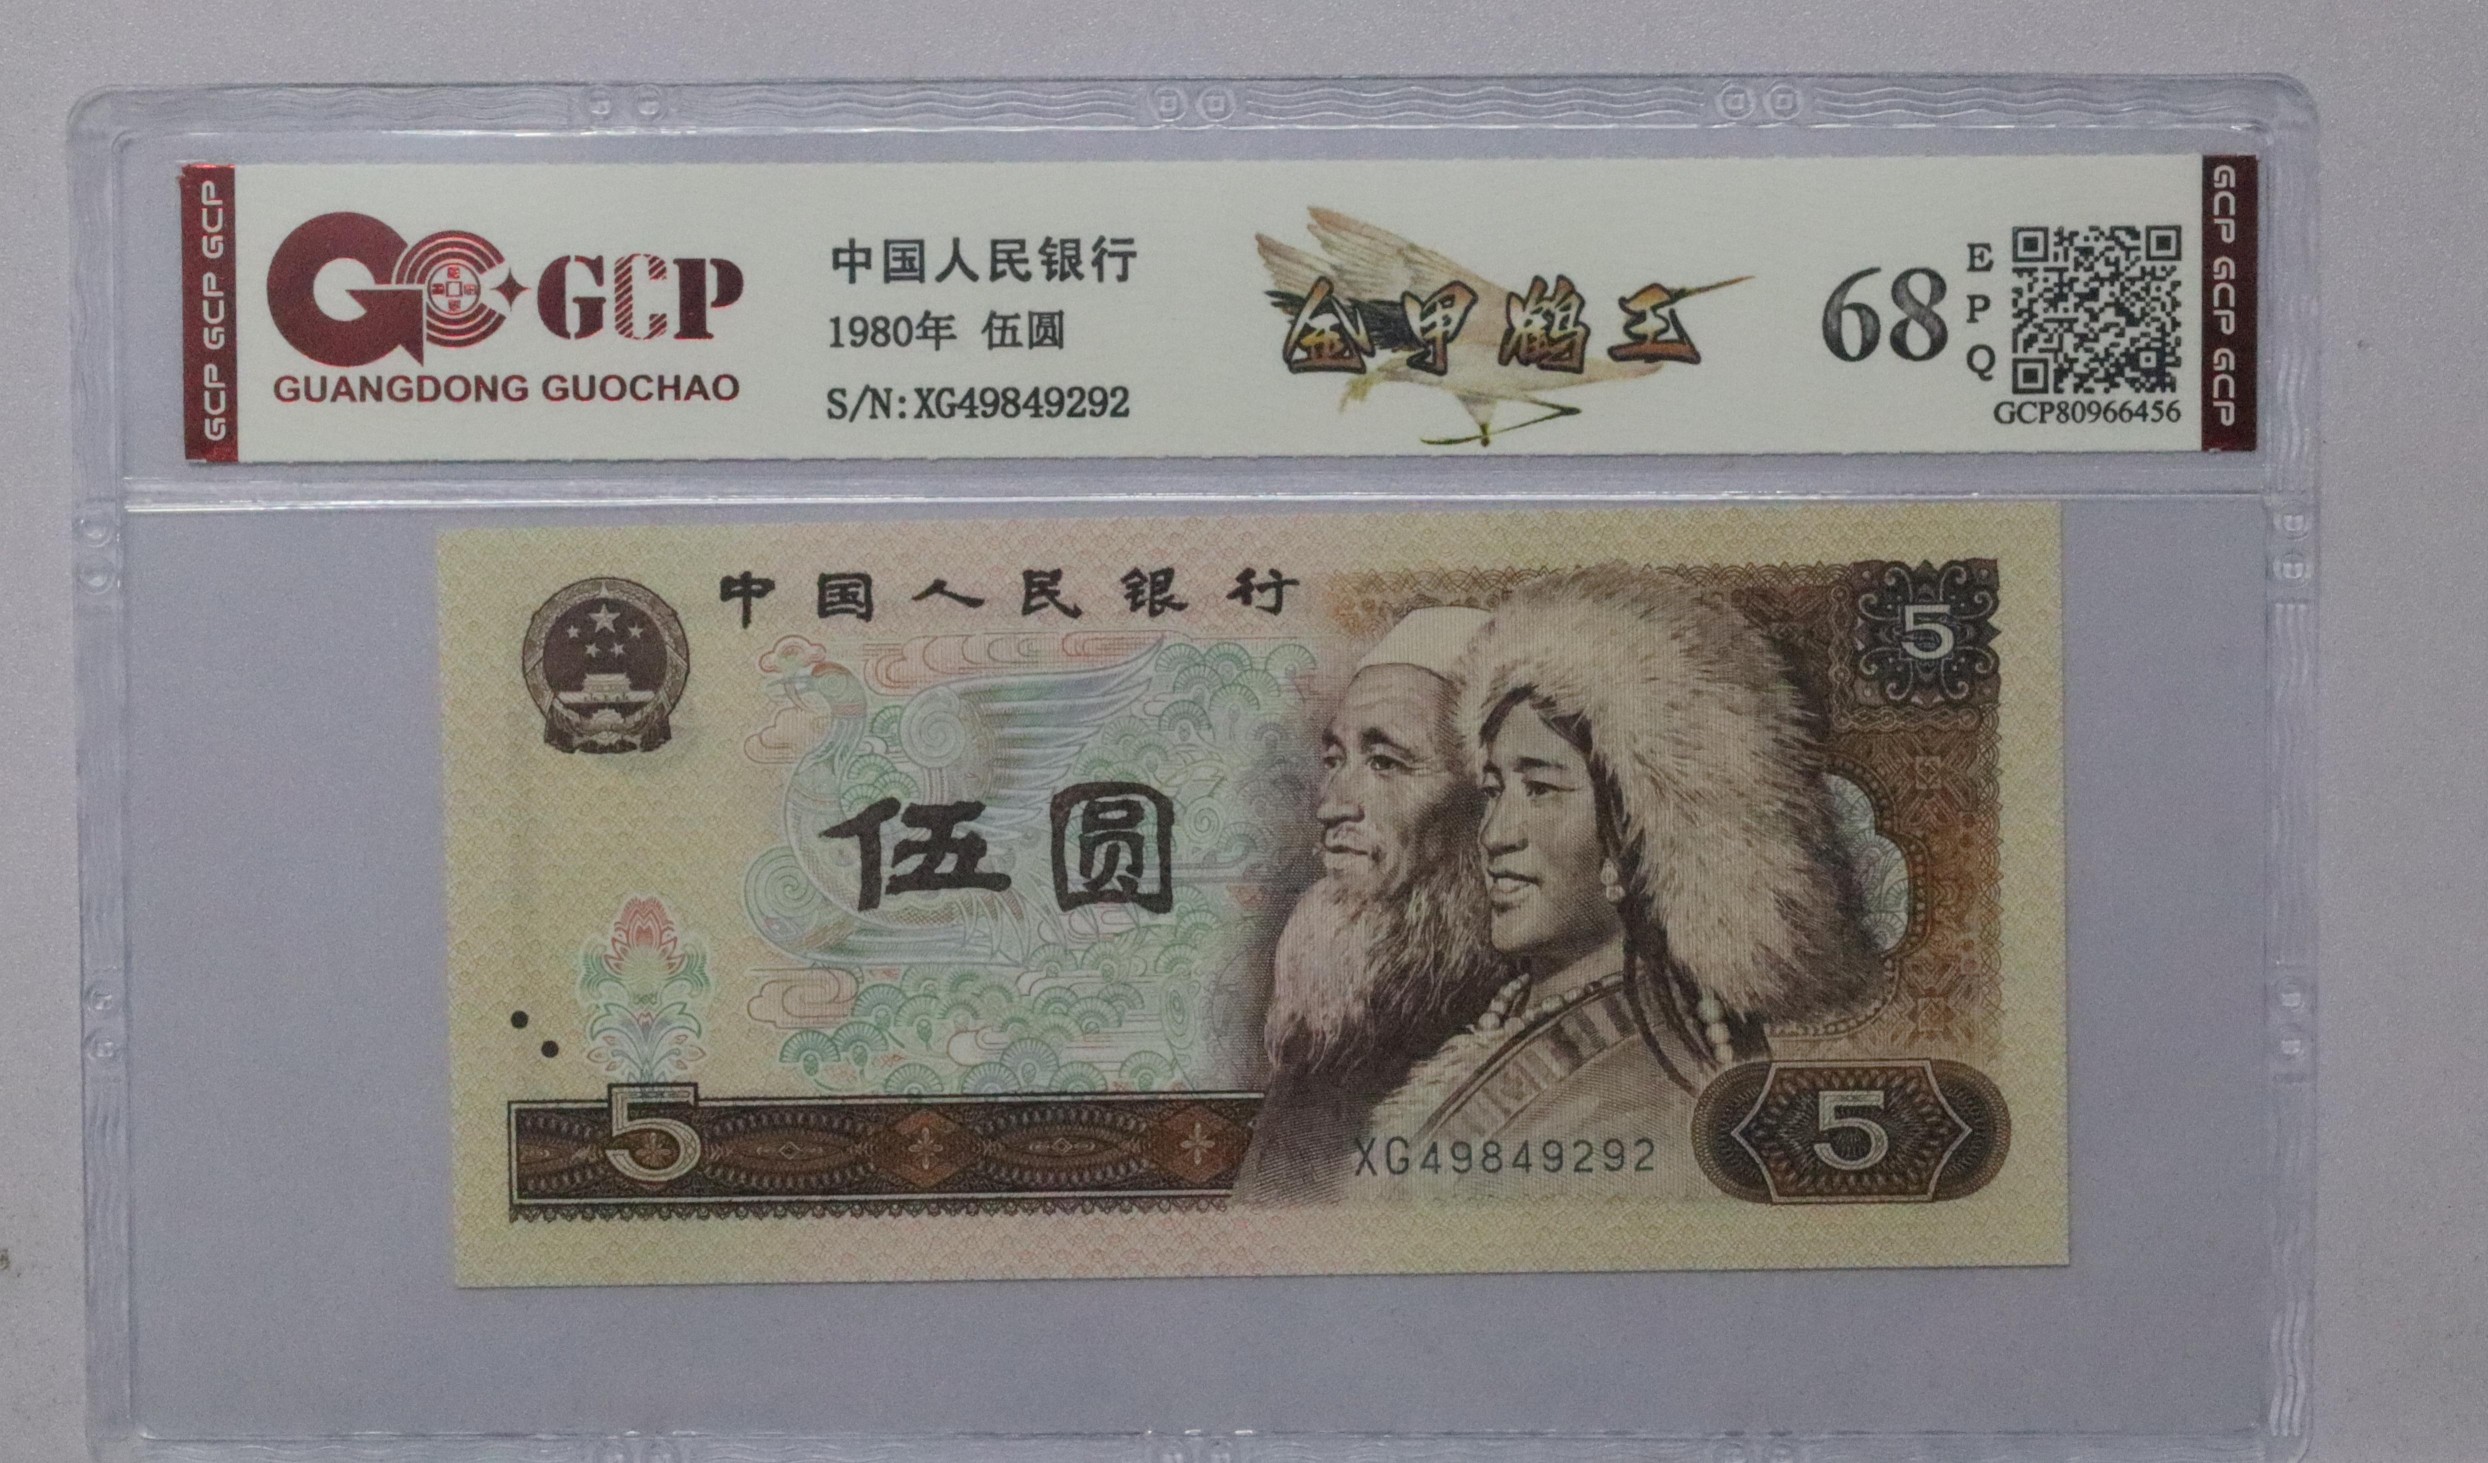 GCP GCP GCP
GCP
GUANGDONG GUOCHAO
中国人民银行
1980年 伍圆
S/N:XG49849292
金甲鹤王
68
EPQ
GCP80966456
GCP GCP GCP
中国人民银行
5
伍圆
5
XG49849292
5